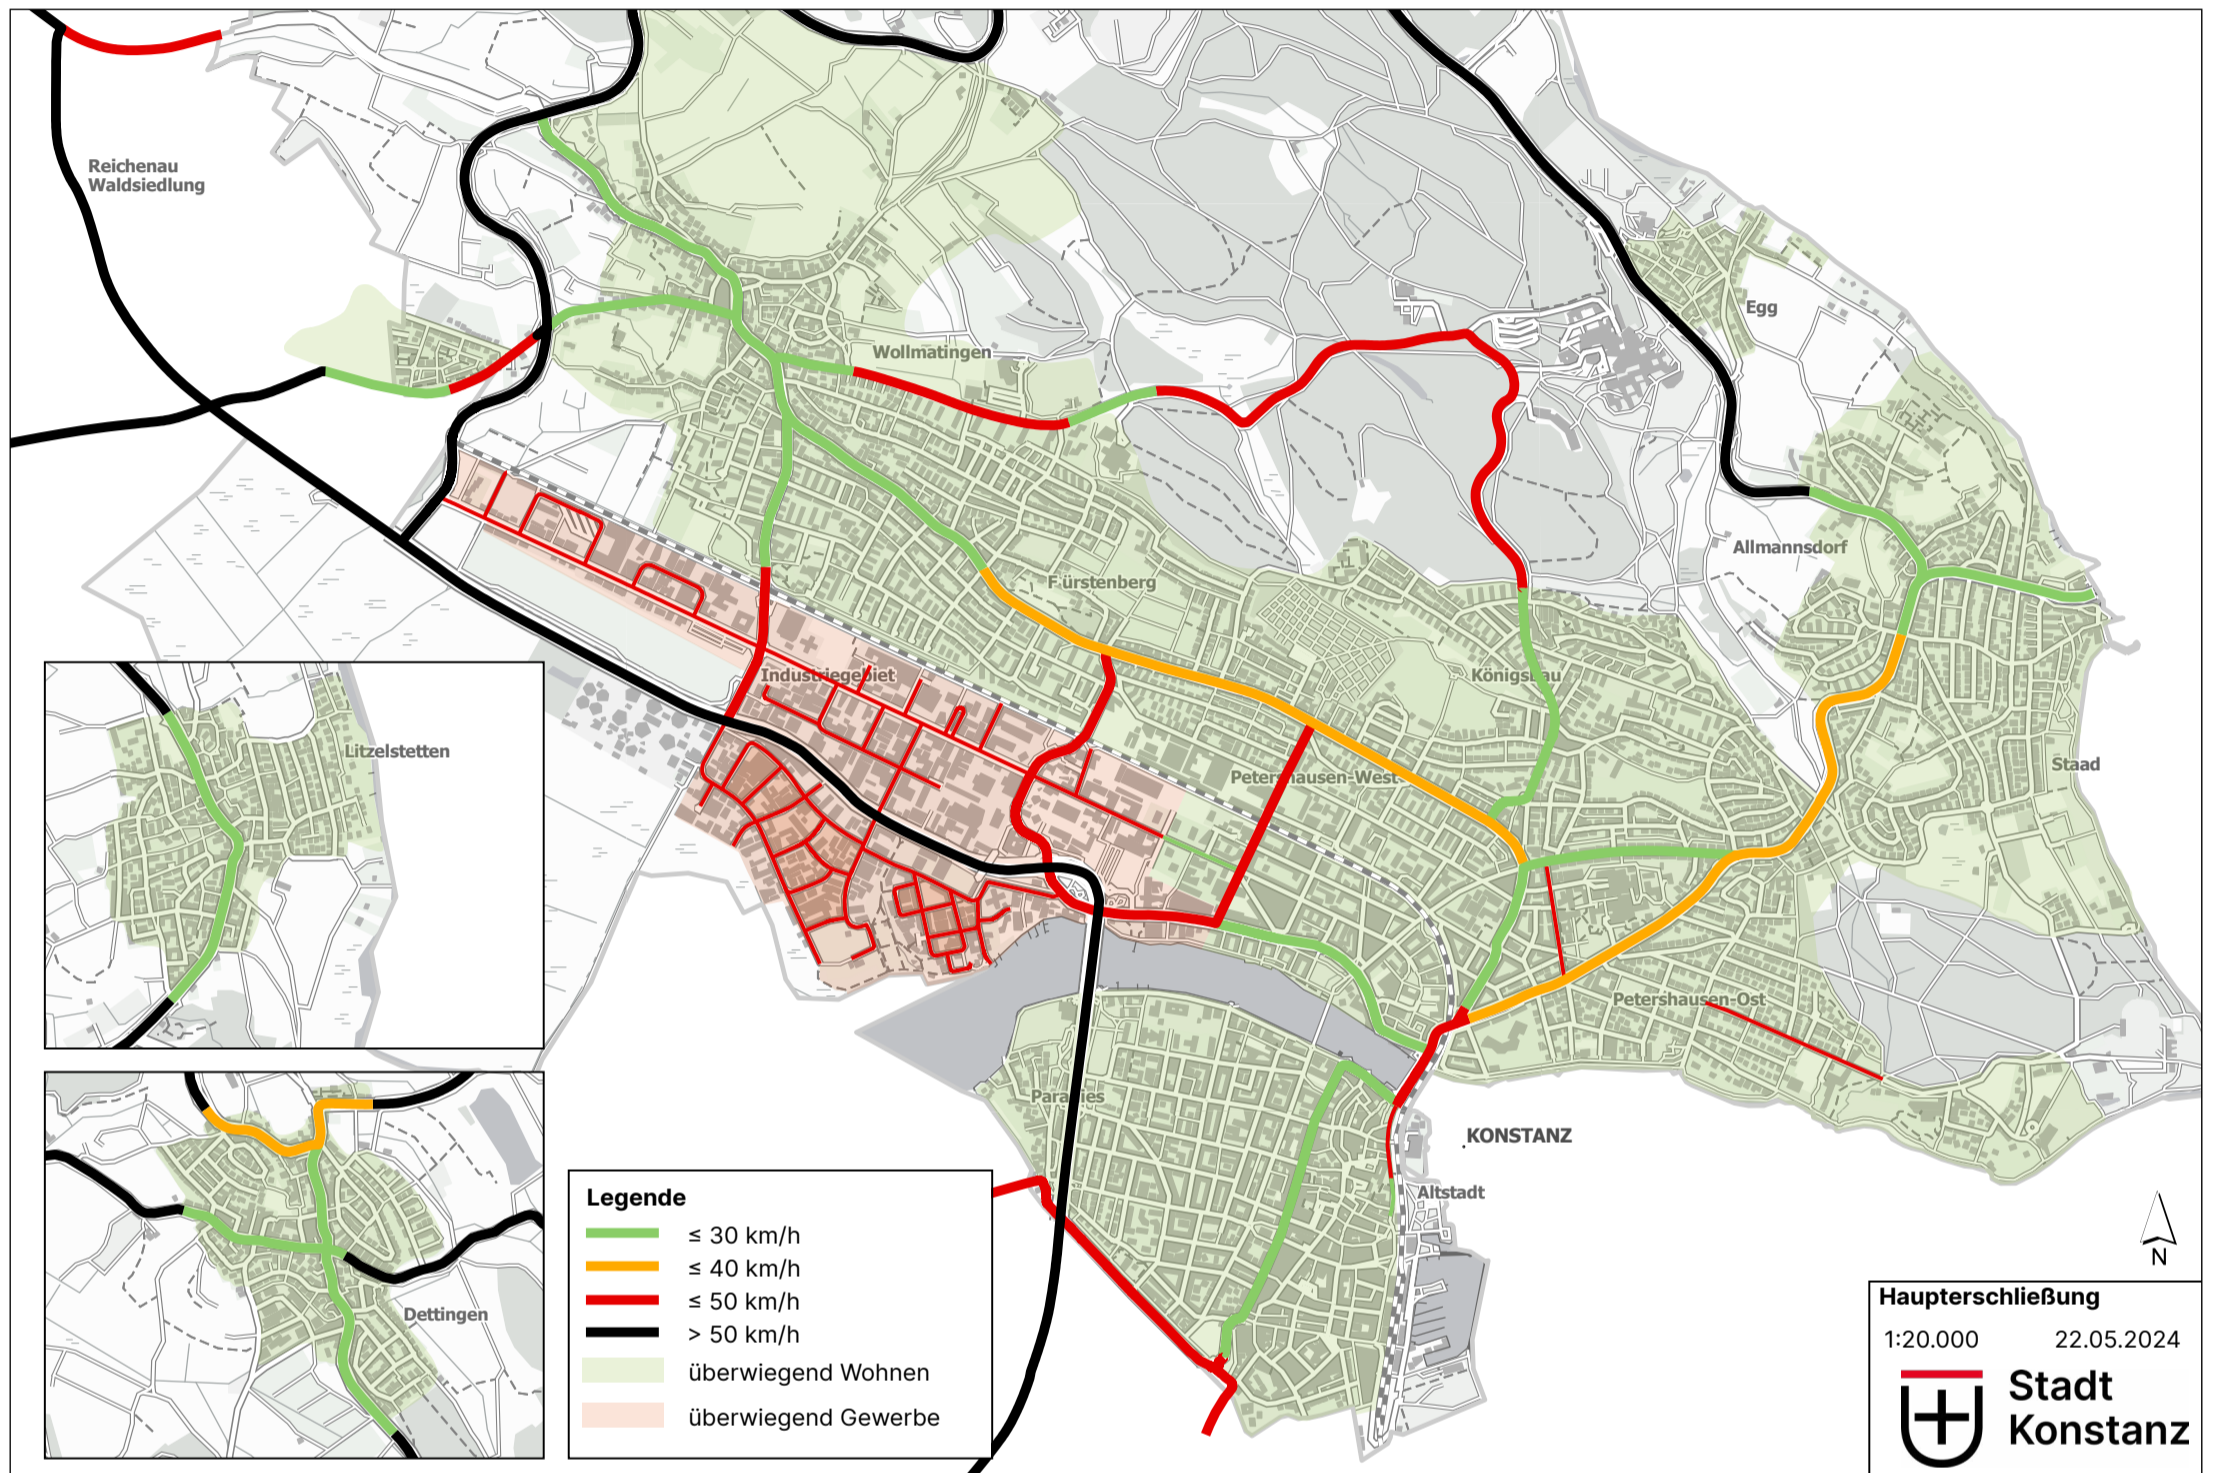 Reichenau
Waldsiedlung
Egg
Wollmatingen
Allmannsdorf
Fürstenberg
Industriegebiet
Königsbau
Litzelstetten
Staad
Petershausen-West
Petershausen-Ost
Paradies
KONSTANZ
Altstadt
Dettingen
Legende
≤ 30 km/h
≤ 40 km/h
≤ 50 km/h
> 50 km/h
überwiegend Wohnen
überwiegend Gewerbe
N
Haupterschließung
1:20.000 22.05.2024
Stadt
Konstanz